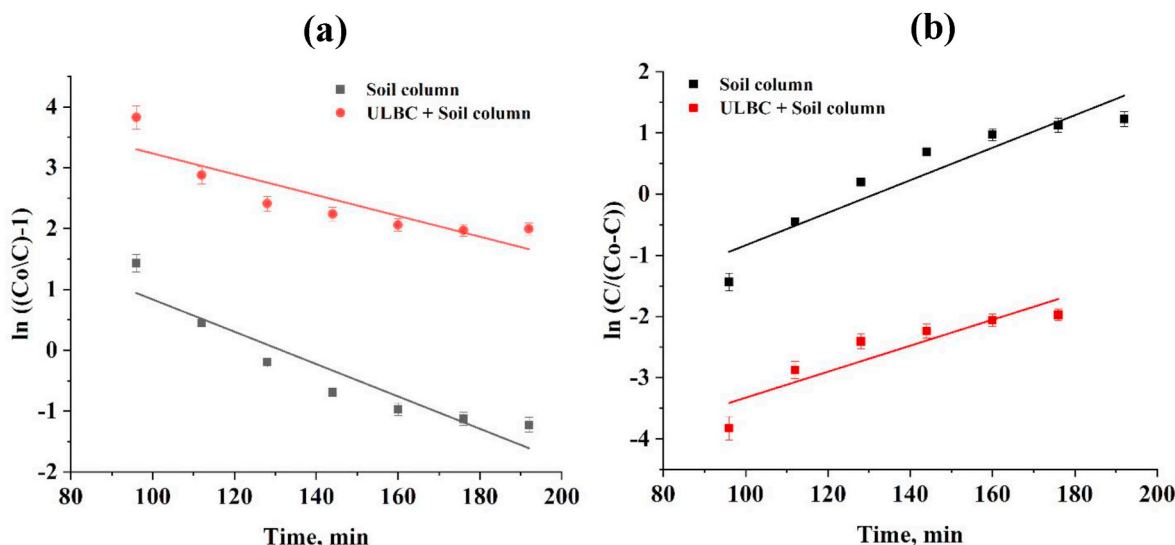 (a)
Soil column
ULBC + Soil column
ln ((Co\C)-1)
4
3
2
1
0
-1
-2
80 100 120 140 160 180 200
Time, min
(b)
Soil column
ULBC + Soil column
ln (C/(Co-C))
2
1
0
-1
-2
-3
-4
80 100 120 140 160 180 200
Time, min